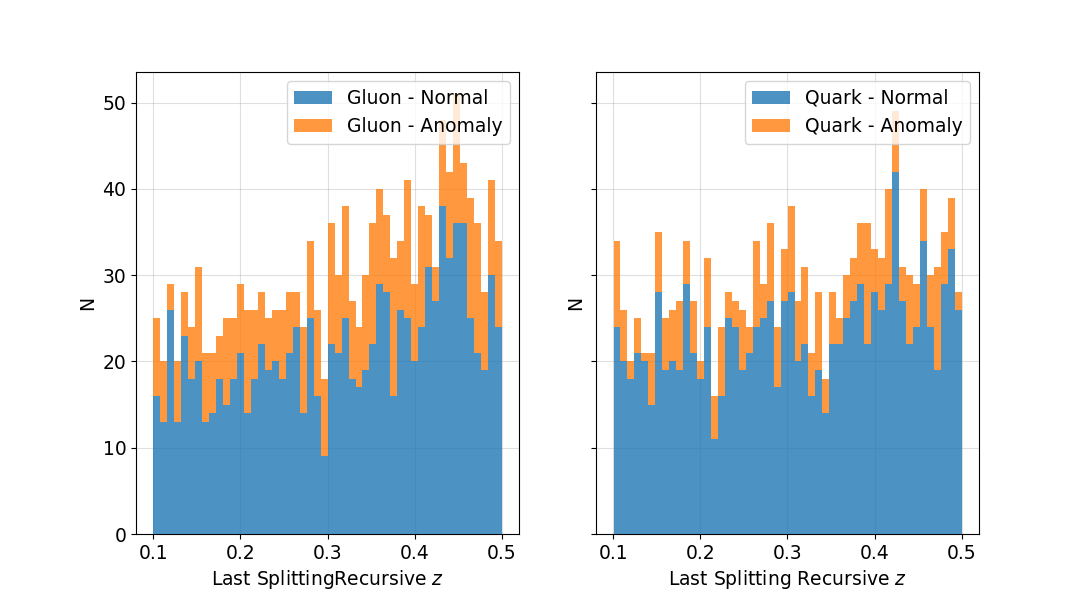 Gluon - Normal
Gluon - Anomaly
50
40
30
20
10
0
N
0.1 0.2 0.3 0.4 0.5
Last SplittingRecursive z
Quark - Normal
Quark - Anomaly
N
0.1 0.2 0.3 0.4 0.5
Last Splitting Recursive z